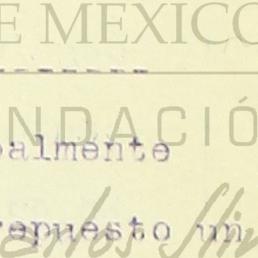 E MEXICO
NDACIÓ
palmente
repuesto un